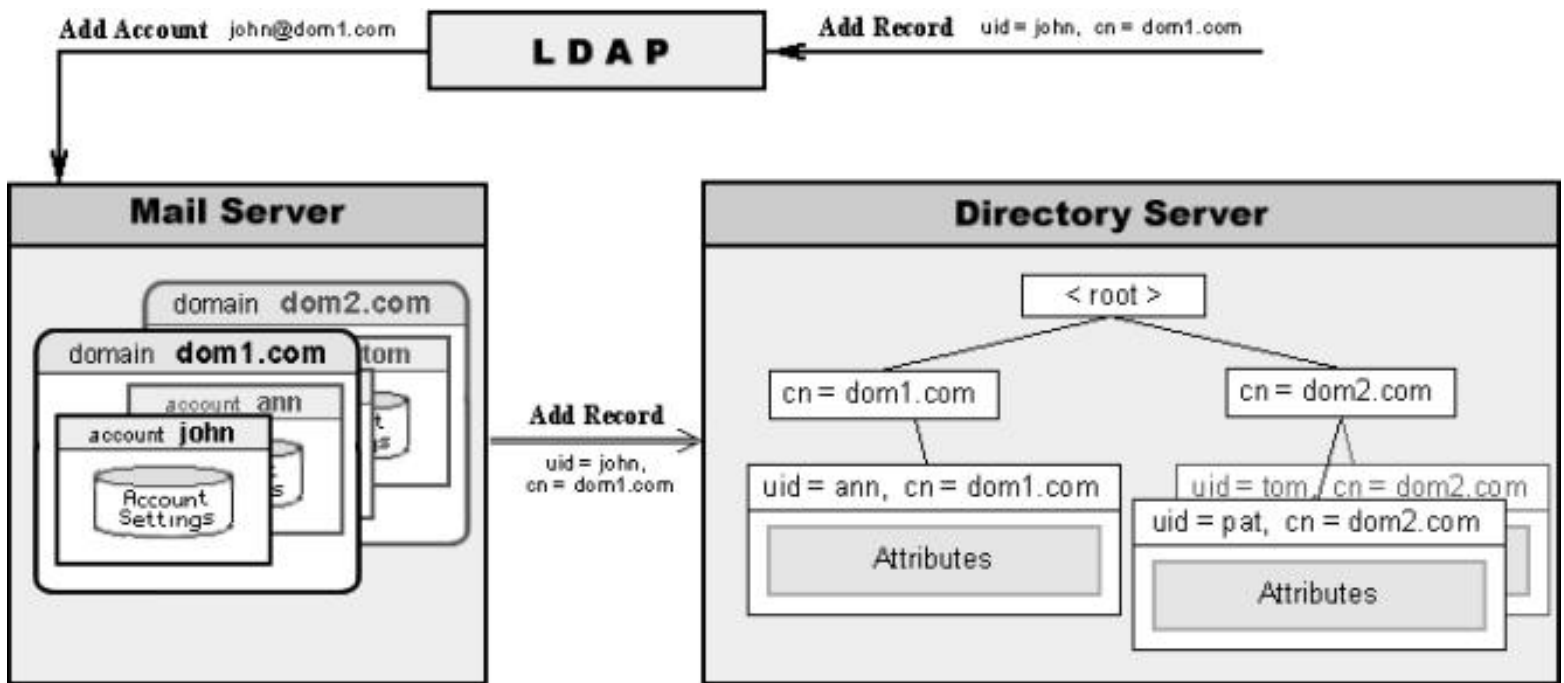 Add Account john@dom1.com
LDAP
Add Record uid = john, cn = dom1.com
Mail Server
domain dom2.com
tom
domain dom1.com
account ann
account john
Account
Settings
Add Record
uid = john,
cn = dom1.com
Directory Server
< root >
cn = dom1.com
cn = dom2.com
uid = ann, cn = dom1.com
Attributes
uid = tom, cn = dom2.com
uid = pat, cn = dom2.com
Attributes